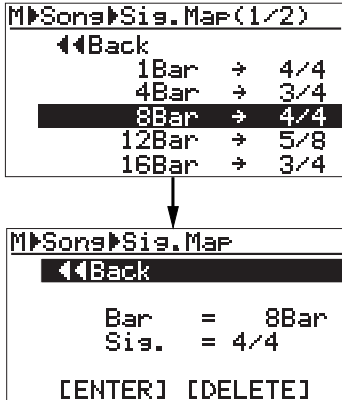 M▶Song▶Sig.Map(1/2)
◀◀Back
1Bar → 4/4
4Bar → 3/4
8Bar → 4/4
12Bar → 5/8
16Bar → 3/4
M▶Song▶Sig.Map
◀◀Back
Bar = 8Bar
Sig. = 4/4
[ENTER] [DELETE]